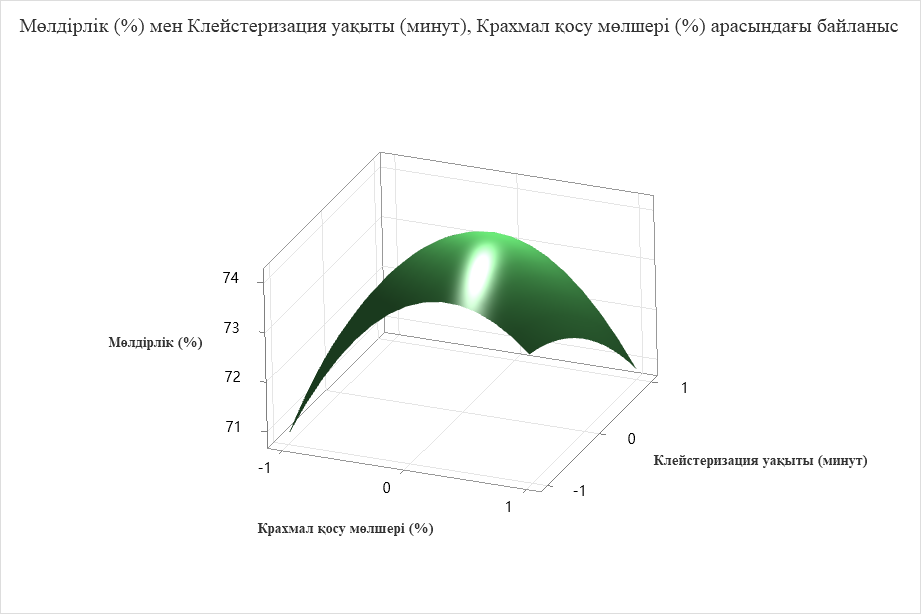 Мөлдірлік (%) мен Клейстеризация уақыты (минут), Крахмал қосу мөлшері (%) арасындағы байланыс
74
73
Мөлдірлік (%)
72
71
-1
0
1
Крахмал қосу мөлшері (%)
1
0
-1
Клейстеризация уақыты (минут)